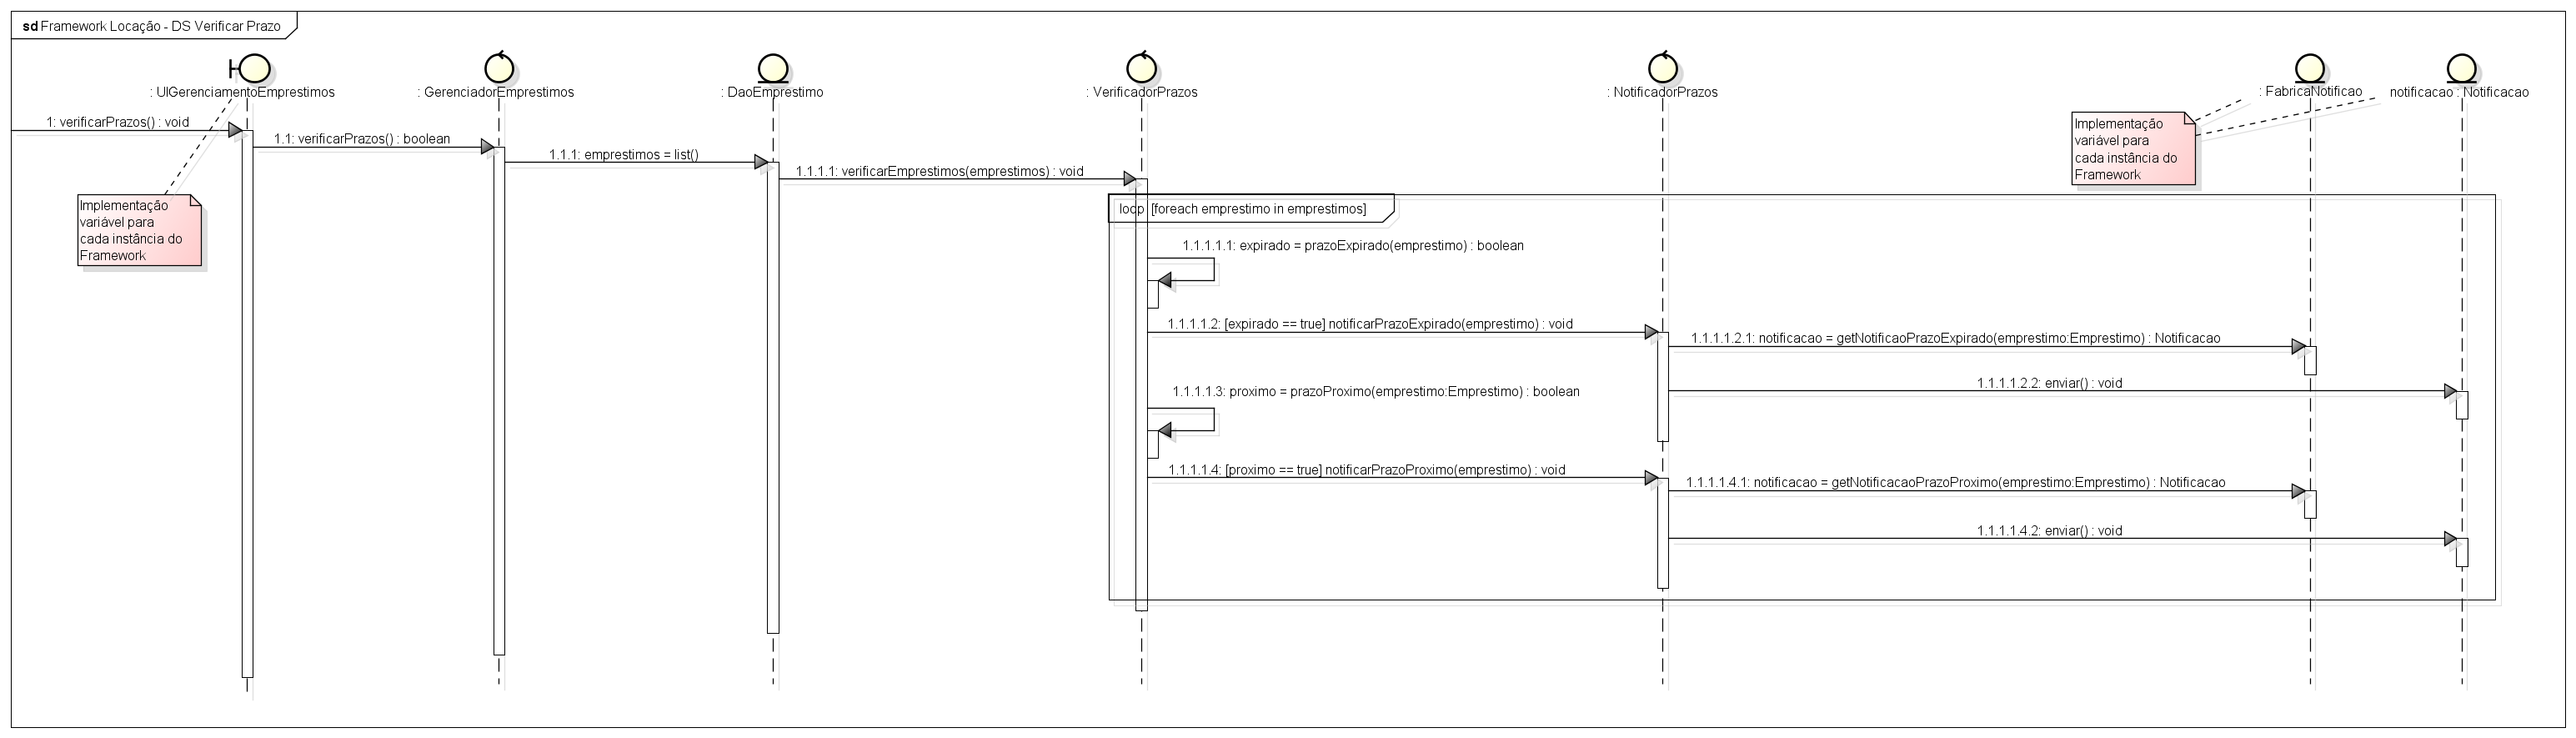 sd Framework Locação - DS Verificar Prazo
: UIGerenciamentoEmprestimos
: GerenciadorEmprestimos
: DaoEmprestimo
: VerificadorPrazos
: NotificadorPrazos
: FabricaNotificao
notificacao : Notificacao
1: verificarPrazos() : void
1.1: verificarPrazos() : boolean
1.1.1: emprestimos = list()
1.1.1.1: verificarEmprestimos(emprestimos) : void
Implementação
variável para
cada instância do
Framework
Implementação
variável para
cada instância do
Framework
loop [foreach emprestimo in emprestimos]
1.1.1.1.1: expirado = prazoExpirado(emprestimo) : boolean
1.1.1.1.2: [expirado == true] notificarPrazoExpirado(emprestimo) : void
1.1.1.1.2.1: notificacao = getNotificaoPrazoExpirado(emprestimo:Emprestimo) : Notificacao
1.1.1.1.2.2: enviar() : void
1.1.1.1.3: proximo = prazoProximo(emprestimo:Emprestimo) : boolean
1.1.1.1.4: [proximo == true] notificarPrazoProximo(emprestimo) : void
1.1.1.1.4.1: notificacao = getNotificacaoPrazoProximo(emprestimo:Emprestimo) : Notificacao
1.1.1.1.4.2: enviar() : void